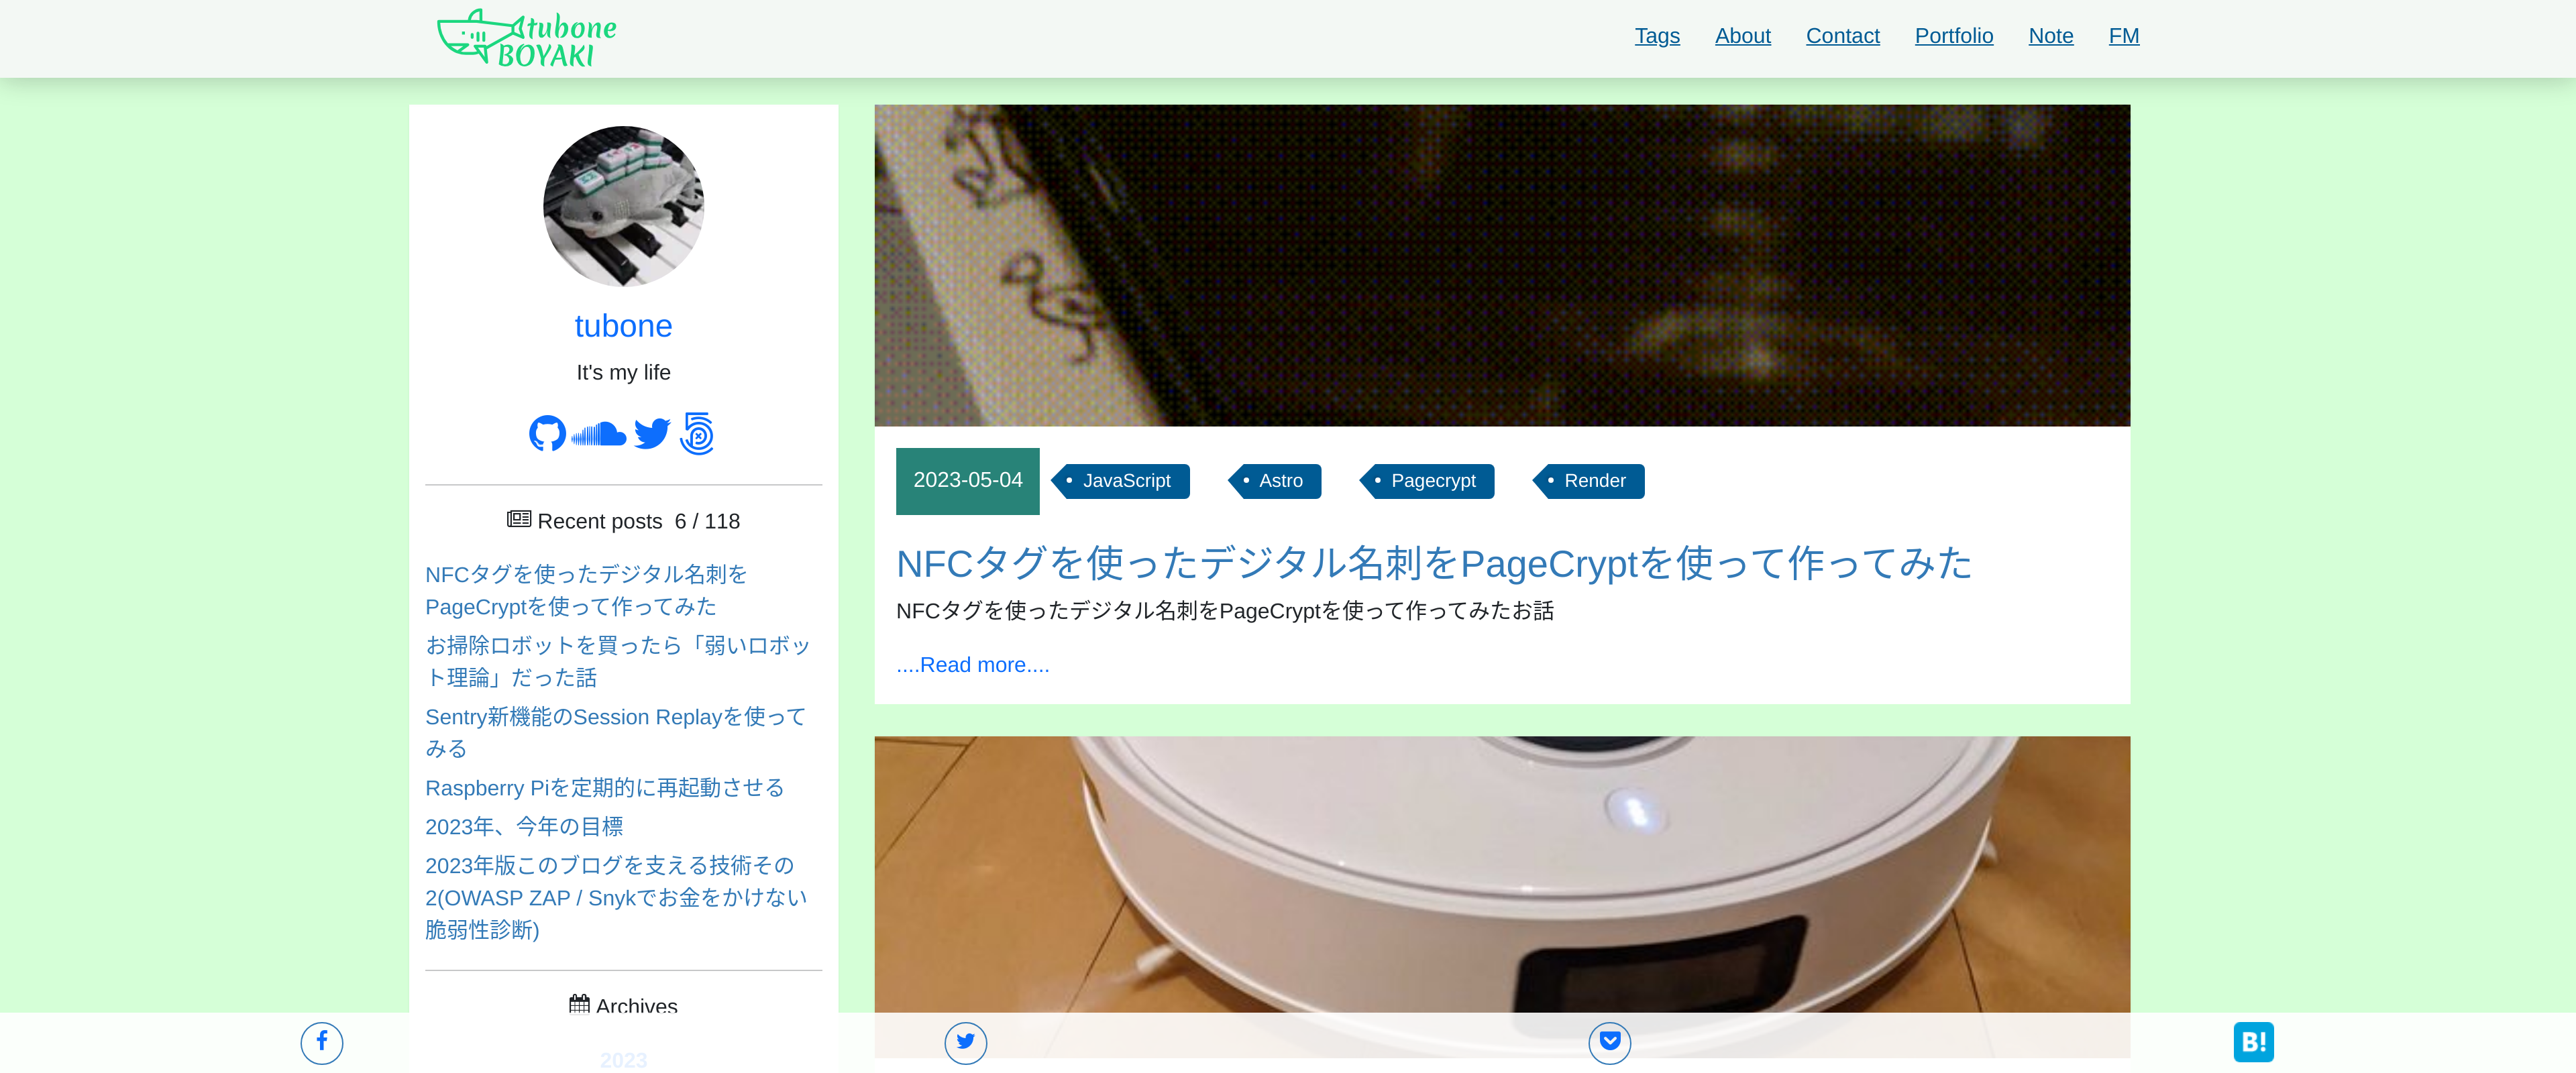 tubone
BOYAKI
Tags About Contact Portfolio Note FM
tubone
It's my life
Recent posts 6 / 118
NFCタグを使ったデジタル名刺を
PageCryptを使って作ってみた
お掃除ロボットを買ったら「弱いロボッ
ト理論」だった話
Sentry新機能のSession Replayを使って
みる
Raspberry Piを定期的に再起動させる
2023年、今年の目標
2023年版このブログを支える技術その
2(OWASP ZAP / Snykでお金をかけない
脆弱性診断)
Archives
2023
2023-05-04 JavaScript Astro Pagecrypt Render
NFCタグを使ったデジタル名刺をPageCryptを使って作ってみた
NFCタグを使ったデジタル名刺をPageCryptを使って作ってみたお話
....Read more....
B!